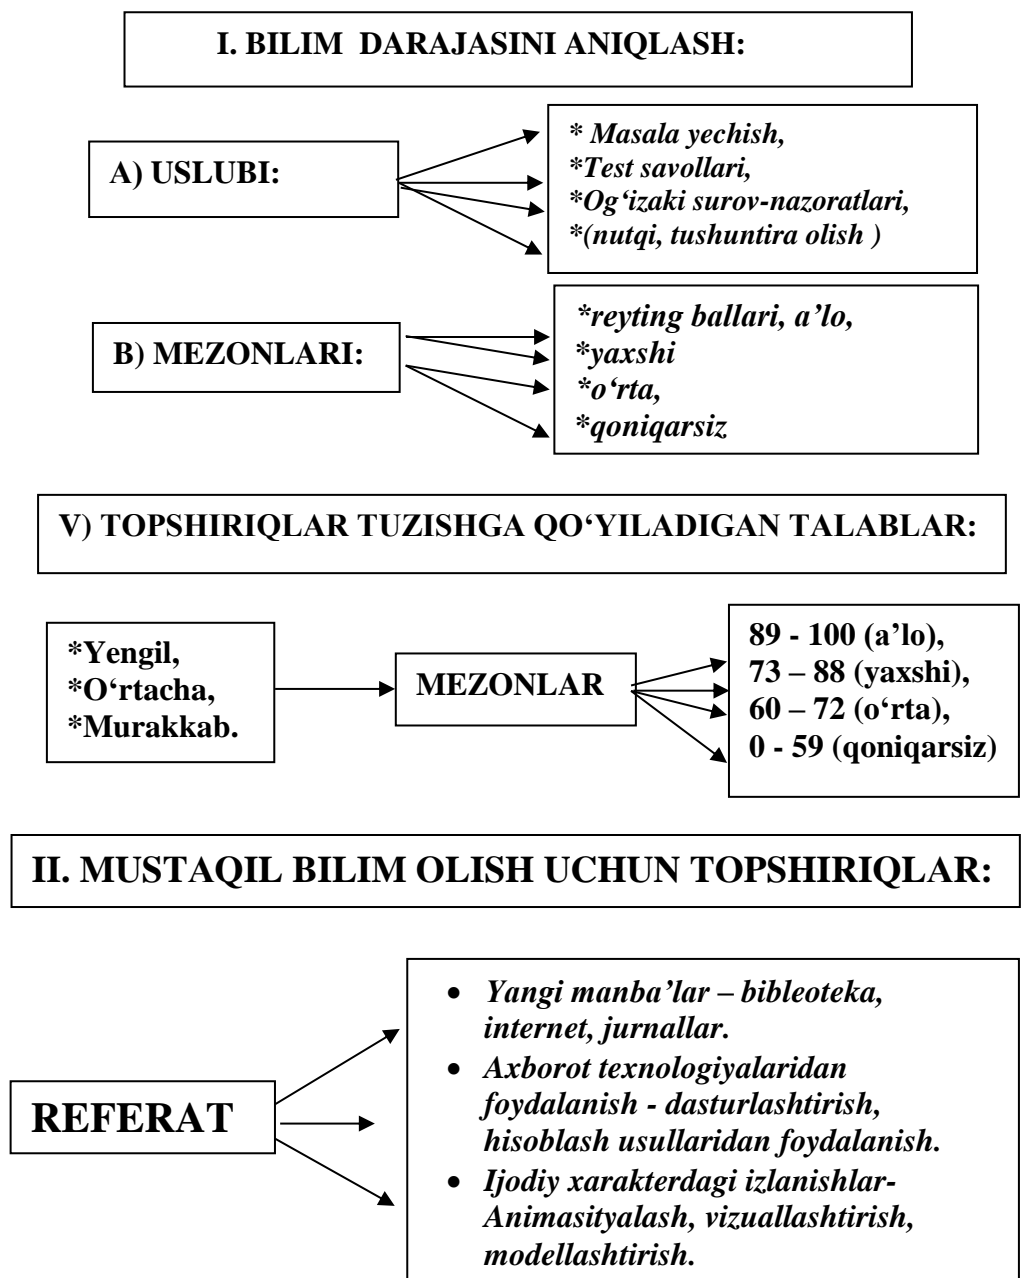 I. BILIM DARAJASINI ANIQLASH:
A) USLUBI:
* Masala yechish,
*Test savollari,
*Og‘izaki surov-nazoratlari,
*(nutqi, tushuntira olish )
B) MEZONLARI:
*reyting ballari, a’lo,
*yaxshi
*o‘rta,
*qoniqarsiz
V) TOPSHIRIQLAR TUZISHGA QO‘YILADIGAN TALABLAR:
*Yengil,
*O‘rtacha,
*Murakkab.
MEZONLAR
89 - 100 (a’lo),
73 – 88 (yaxshi),
60 – 72 (o‘rta),
0 - 59 (qoniqarsiz)
II. MUSTAQIL BILIM OLISH UCHUN TOPSHIRIQLAR:
REFERAT
• Yangi manba’lar – bibleoteka,
internet, jurnallar.
• Axborot texnologiyalaridan
foydalanish - dasturlashtirish,
hisoblash usullaridan foydalanish.
• Ijodiy xarakterdagi izlanishlar-
Animasityalash, vizuallashtirish,
modellashtirish.